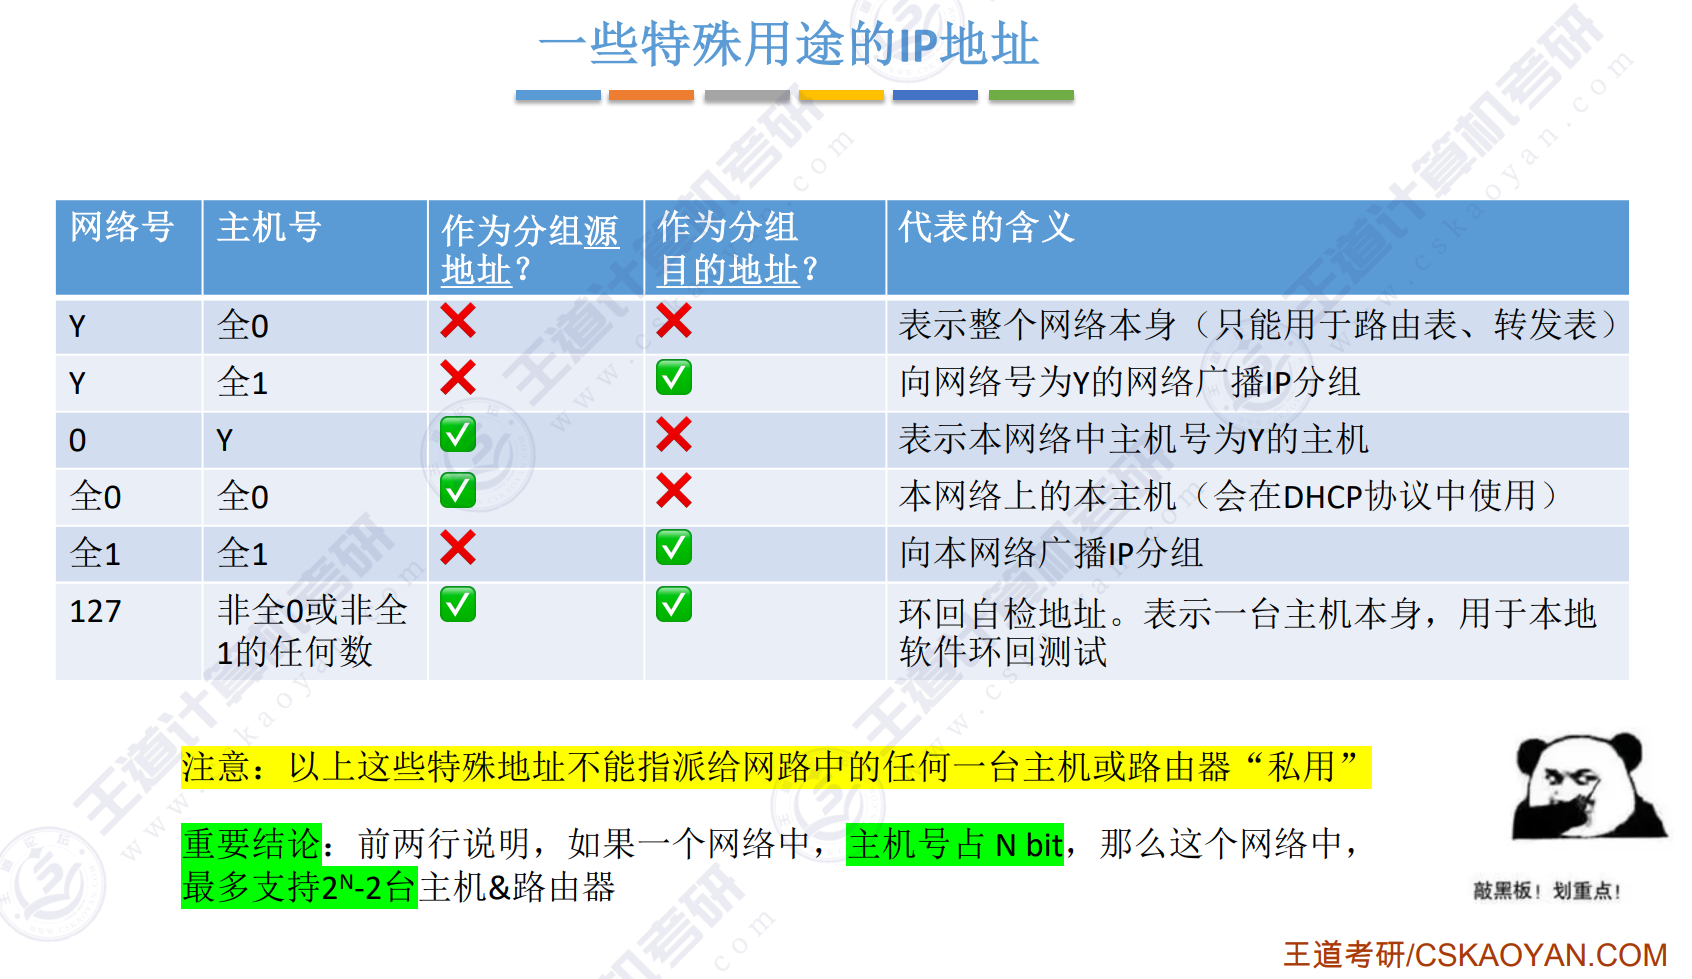 一些特殊用途的IP地址
网络号 主机号 作为分组源地址？ 作为分组目的地址？ 代表的含义
Y 全0 ❌ ❌ 表示整个网络本身（只能用于路由表、转发表）
Y 全1 ❌ ✅ 向网络号为Y的网络广播IP分组
0 Y ✅ ❌ 表示本网络中主机号为Y的主机
全0 全0 ✅ ❌ 本网络上的本主机（会在DHCP协议中使用）
全1 全1 ❌ ✅ 向本网络广播IP分组
127 非全0或非全1的任何数 ✅ ✅ 环回自检地址。表示一台主机本身，用于本地软件环回测试
注意：以上这些特殊地址不能指派给网路中的任何一台主机或路由器“私用”
重要结论：前两行说明，如果一个网络中，主机号占 N bit，那么这个网络中，
最多支持2ᴺ-2台主机&路由器
敲黑板！划重点！
王道考研/CSKAOYAN.COM
王道计算机考研
www.cskaoyan.com